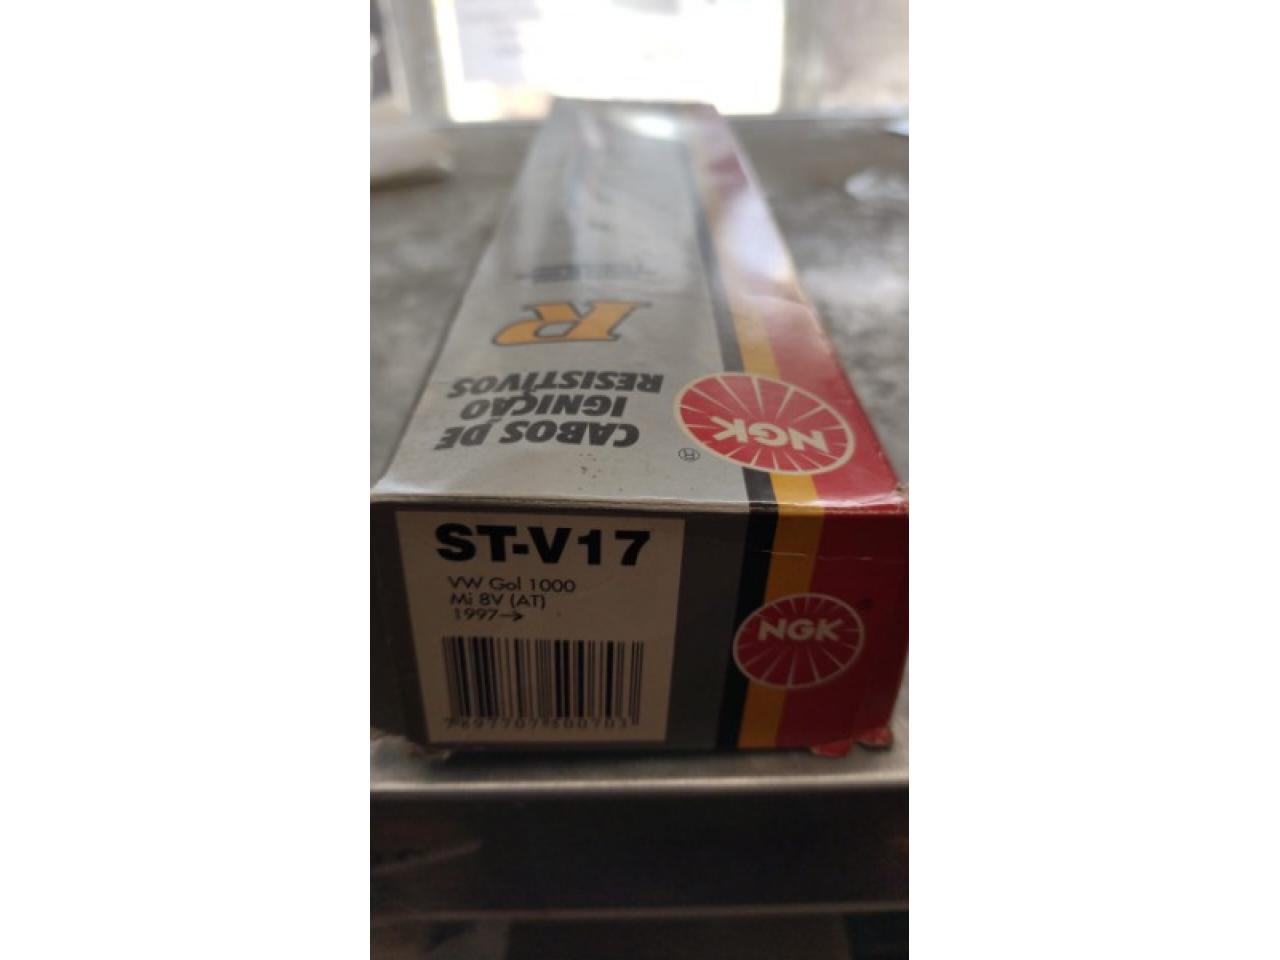 R
CABOS DE
IGNIÇÃO
RESISTIVOS
NGK
®
ST-V17
VW Gol 1000
Mi 8V (AT)
1997→
NGK